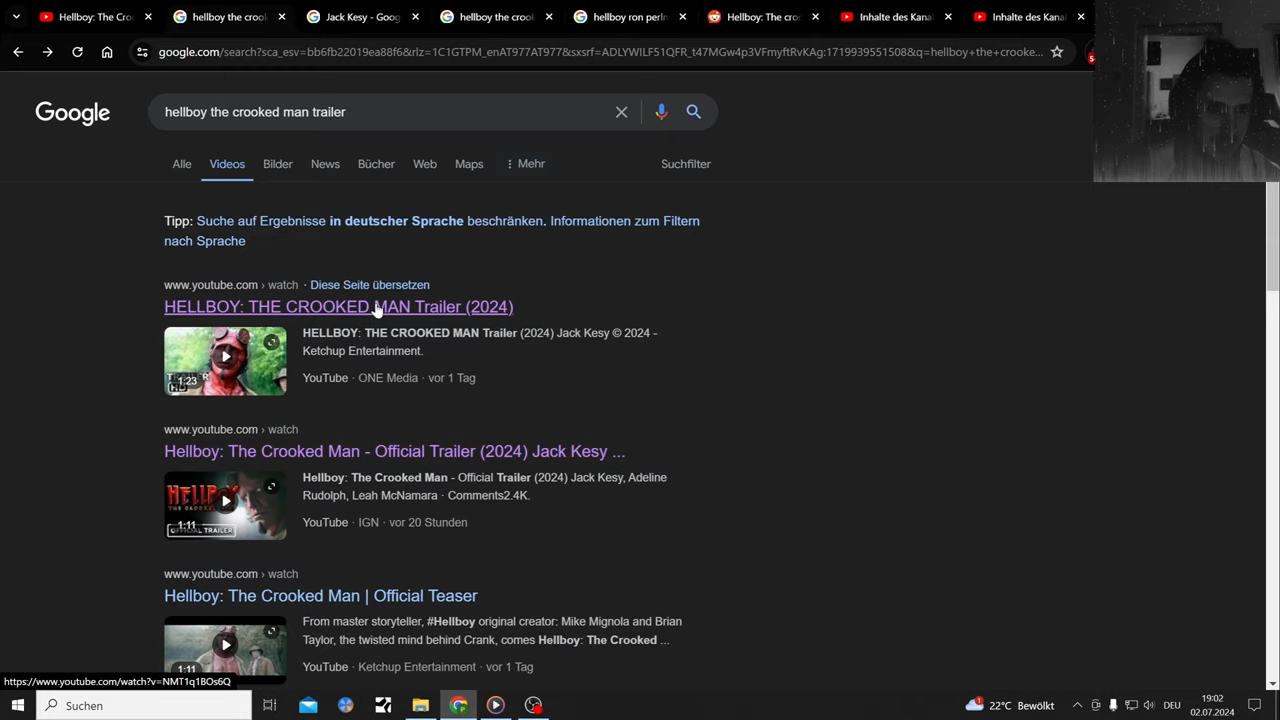 Hellboy: The Cro
hellboy the crook
Jack Kesy - Goog
hellboy the crook
hellboy ron perln
Hellboy: The croo
Inhalte des Kanal
Inhalte des Kanal
google.com/search?sca_esv=bb6fb22019ea88f6&rlz=1C1GTPM_enAT977AT977&sxsrf=ADLYWILF51QFR_t47MGw4p3VFmyftRvKAg:1719939551508&q=hellboy+the+crooke...
Google
hellboy the crooked man trailer
Alle Videos Bilder News Bücher Web Maps Mehr Suchfilter
Tipp: Suche auf Ergebnisse in deutscher Sprache beschränken. Informationen zum Filtern
nach Sprache
www.youtube.com › watch · Diese Seite übersetzen
HELLBOY: THE CROOKED MAN Trailer (2024)
HELLBOY: THE CROOKED MAN Trailer (2024) Jack Kesy © 2024 -
Ketchup Entertainment.
1:23
YouTube · ONE Media · vor 1 Tag
www.youtube.com › watch
Hellboy: The Crooked Man - Official Trailer (2024) Jack Kesy ...
Hellboy: The Crooked Man - Official Trailer (2024) Jack Kesy, Adeline
Rudolph, Leah McNamara · Comments2.4K.
HELLBOY
THE CROOKED MAN
1:11
OFFICIAL TRAILER
YouTube · IGN · vor 20 Stunden
www.youtube.com › watch
Hellboy: The Crooked Man | Official Teaser
From master storyteller, #Hellboy original creator: Mike Mignola and Brian
Taylor, the twisted mind behind Crank, comes Hellboy: The Crooked ...
1:11
YouTube · Ketchup Entertainment · vor 1 Tag
https://www.youtube.com/watch?v=NMT1q1BOs6Q
Suchen
22°C Bewölkt
DEU
19:02
02.07.2024